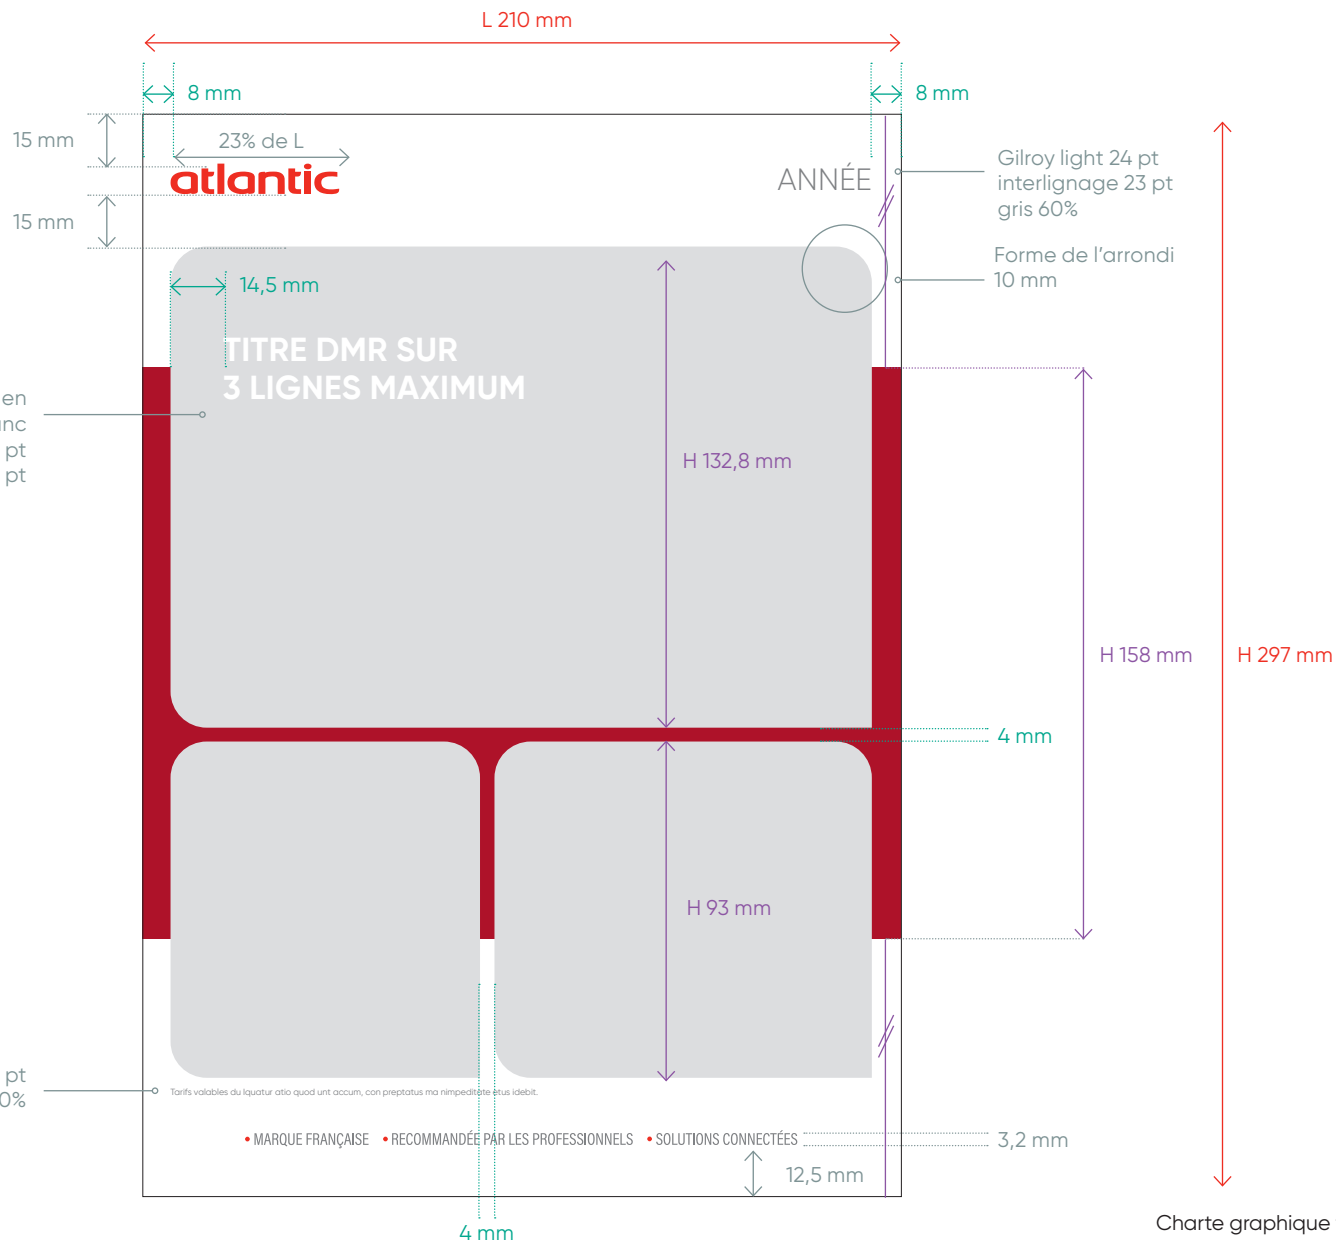 L 210 mm
8 mm
8 mm
15 mm
23% de L
atlantic
ANNÉE
Gilroy light 24 pt
interlignage 23 pt
gris 60%
15 mm
Forme de l'arrondi
10 mm
14,5 mm
TITRE DMR SUR
3 LIGNES MAXIMUM
en
pt
pt
H 132,8 mm
H 158 mm
H 297 mm
4 mm
H 93 mm
pt
0%
Tarifs valables du lquatur atio quod unt accum, con preptatus ma nimpeditate etus idebit.
• MARQUE FRANÇAISE • RECOMMANDÉE PAR LES PROFESSIONNELS • SOLUTIONS CONNECTÉES
3,2 mm
12,5 mm
4 mm
Charte graphique